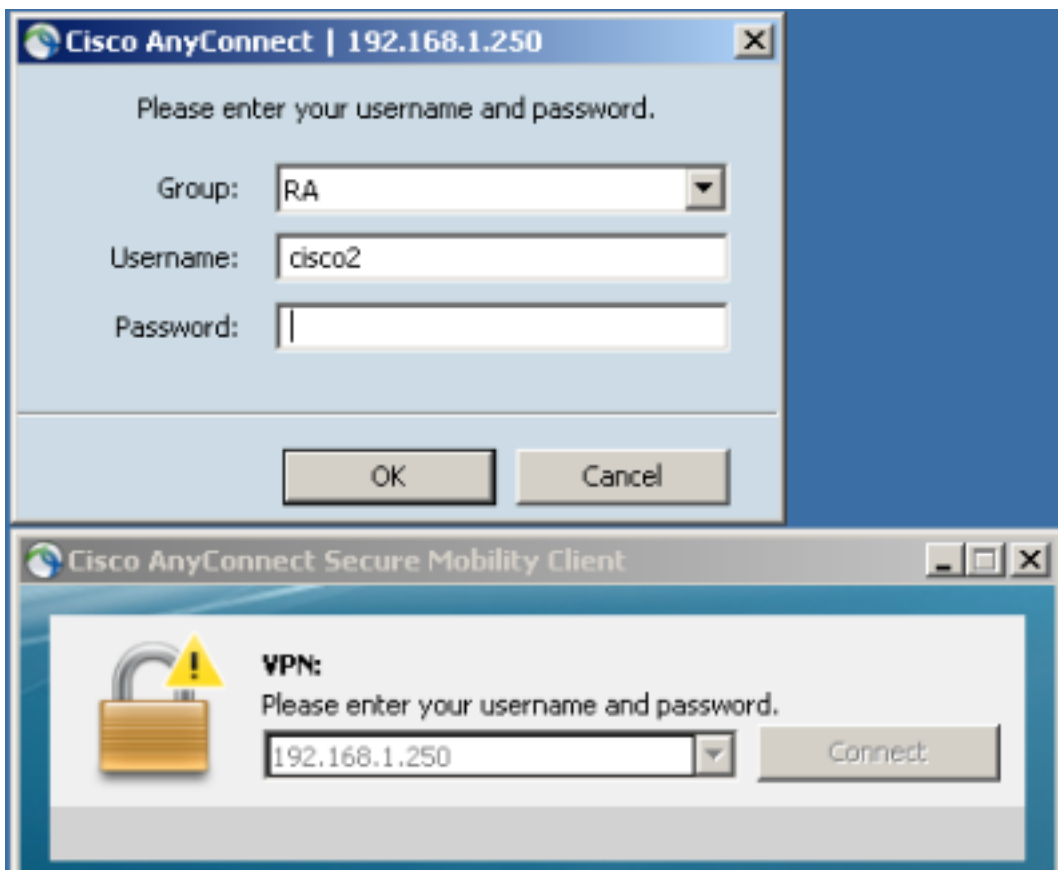 Cisco AnyConnect | 192.168.1.250
Please enter your username and password.
Group: RA
Username: cisco2
Password:
OK Cancel
Cisco AnyConnect Secure Mobility Client
VPN:
Please enter your username and password.
192.168.1.250 Connect